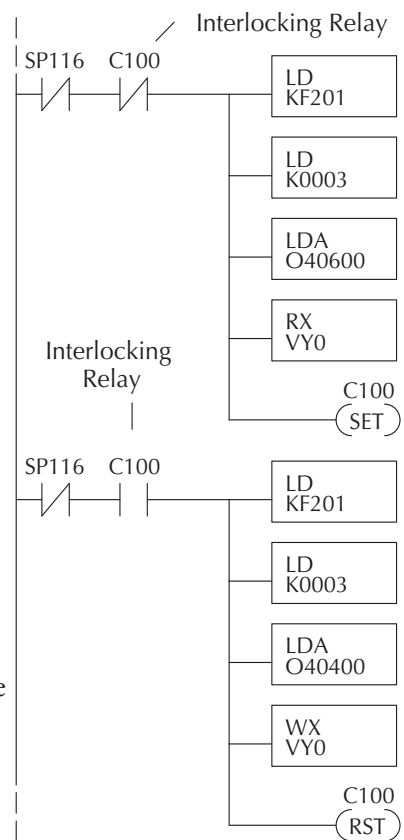 Interlocking Relay
SP116 C100
LD
KF201
LD
K0003
LDA
O40600
RX
VY0
C100
SET
Interlocking
Relay
SP116 C100
LD
KF201
LD
K0003
LDA
O40400
e
WX
VY0
C100
RST